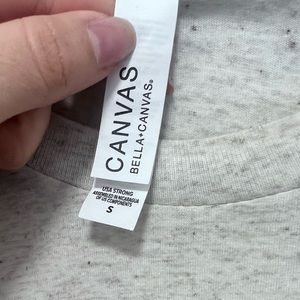 CANVAS
BELLA+CANVAS®
USA STRONG
ASSEMBLED IN NICARAGUA
OF US COMPONENTS
S